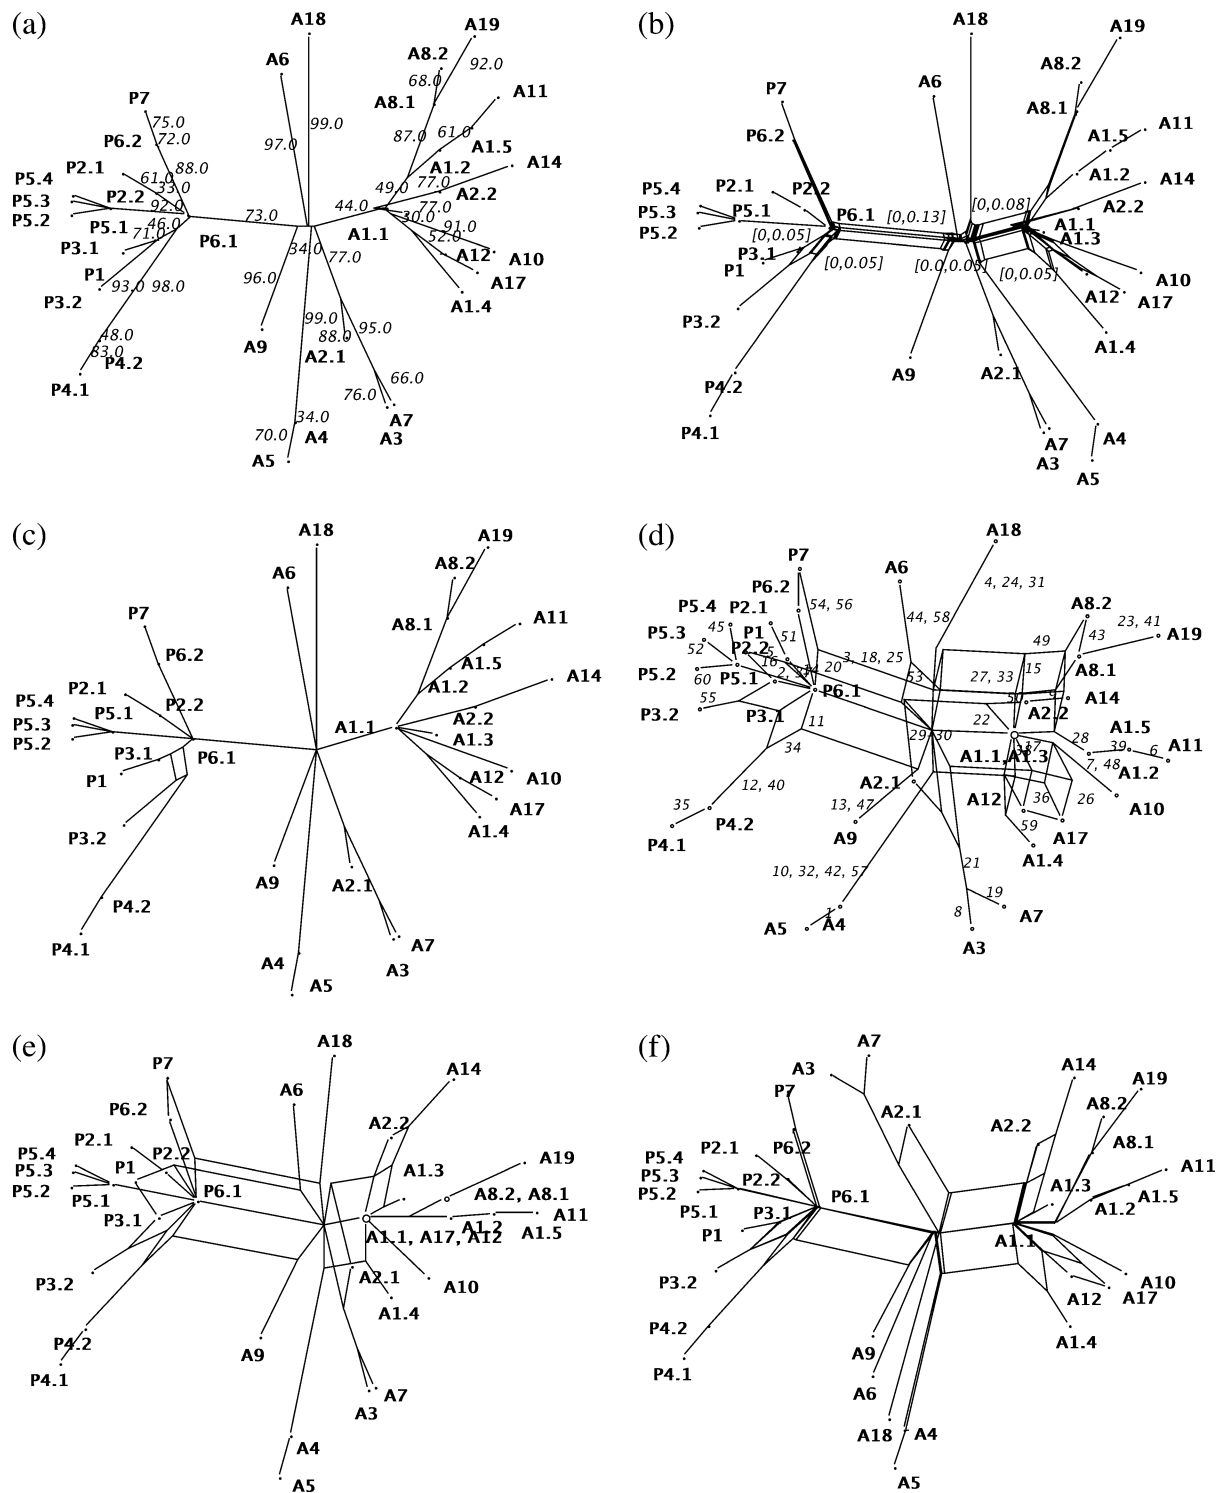 (a)
A18
A19
A6
A8.2
92.0
68.0
A11
P7
A8.1
75.0
99.0
P6.2
72.0
97.0
87.0
61.0
A1.5
P2.1
88.0
A1.2
A14
P5.4
61.0
33.0
49.0
77.0
P5.3
P2.2
92.0
A2.2
P5.2
73.0
44.0
77.0
P5.1
46.0
30.0
91.0
71.0
P6.1
A1.1
52.0
P3.1
34.0
77.0
A12
A10
P1
93.0
98.0
96.0
A17
P3.2
A1.4
99.0
95.0
48.0
A9
88.0
83.0
P4.2
A2.1
P4.1
66.0
76.0
34.0
A7
70.0
A4
A3
A5
(b)
A18
A19
A8.2
P7
A6
A8.1
P6.2
A1.5
A11
P5.4
P2.1
P2.2
A1.2
A14
P5.3
P5.1
P6.1
[0,0.13]
[0,0.08]
A2.2
P5.2
[0,0.05]
A1.1
A1.3
P3.1
P1
[0,0.05]
[0.0,0.05]
[0,0.05]
A10
A12
A17
P3.2
A1.4
P4.2
A9
A2.1
P4.1
A7
A4
A3
A5
(c)
A18
A19
A6
A8.2
P7
A8.1
A11
P6.2
A1.5
A14
P5.4
P2.1
A1.2
P5.3
P5.1
P2.2
A2.2
P5.2
A1.1
A1.3
P3.1
P6.1
P1
A12
A10
A17
P3.2
A1.4
A9
A2.1
P4.2
P4.1
A7
A4
A3
A5
(d)
A18
P7
A6
4, 24, 31
P6.2
A8.2
P5.4
P2.1
54, 56
44, 58
23, 41
45
P1
51
49
43
A19
P5.3
52
P2.2
5
3, 18, 25
15
A8.1
P5.2
16
14
20
60
P5.1
2, 37
53
27, 33
P6.1
50
9
A14
55
A2.2
P3.2
P3.1
11
22
A1.5
34
29
30
28
39
6
A11
A1.1, A1.3
17
38
7, 48
A1.2
12, 40
A2.1
A10
35
13, 47
A12
36
26
P4.2
A9
59
A17
P4.1
A1.4
10, 32, 42, 57
21
19
1
8
A7
A5
A4
A3
(e)
A18
P7
A14
A6
P6.2
A2.2
P5.4
P2.1
P2.2
A19
P5.3
P1
A1.3
P5.2
P5.1
P6.1
A8.2, A8.1
P3.1
A1.2
A11
A1.1, A17, A12
A1.5
P3.2
A2.1
A10
A1.4
P4.2
A9
P4.1
A7
A3
A4
A5
(f)
A7
A3
A14
A19
P7
A2.1
A8.2
P2.1
P6.2
A2.2
A8.1
P5.4
P5.3
P2.2
A11
P5.2
P6.1
A1.3
A1.5
P5.1
P3.1
A1.2
P1
A1.1
P3.2
A10
A12
A17
P4.2
A9
A1.4
P4.1
A6
A18
A4
A5